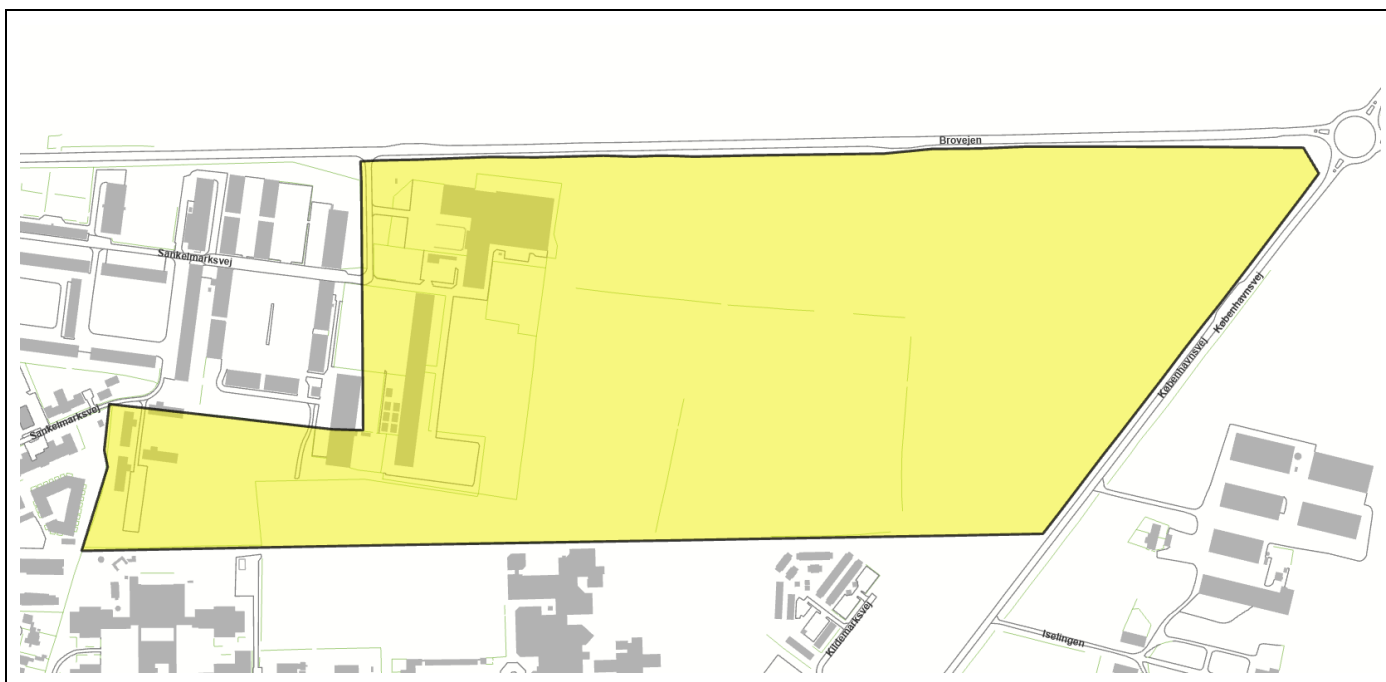 Brovejen
Sankelmarksvej
Københavnsvej
Københavnsvej
Sankelmarksvej
Kildemarksvej
Iselingen